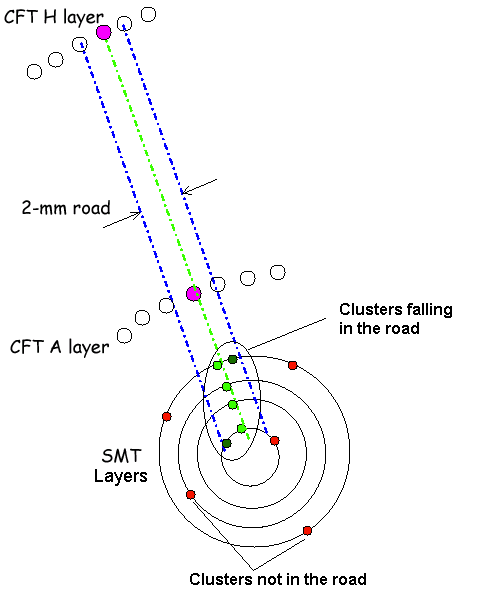 CFT H layer
2-mm road
Clusters falling
in the road
CFT A layer
SMT
Layers
Clusters not in the road